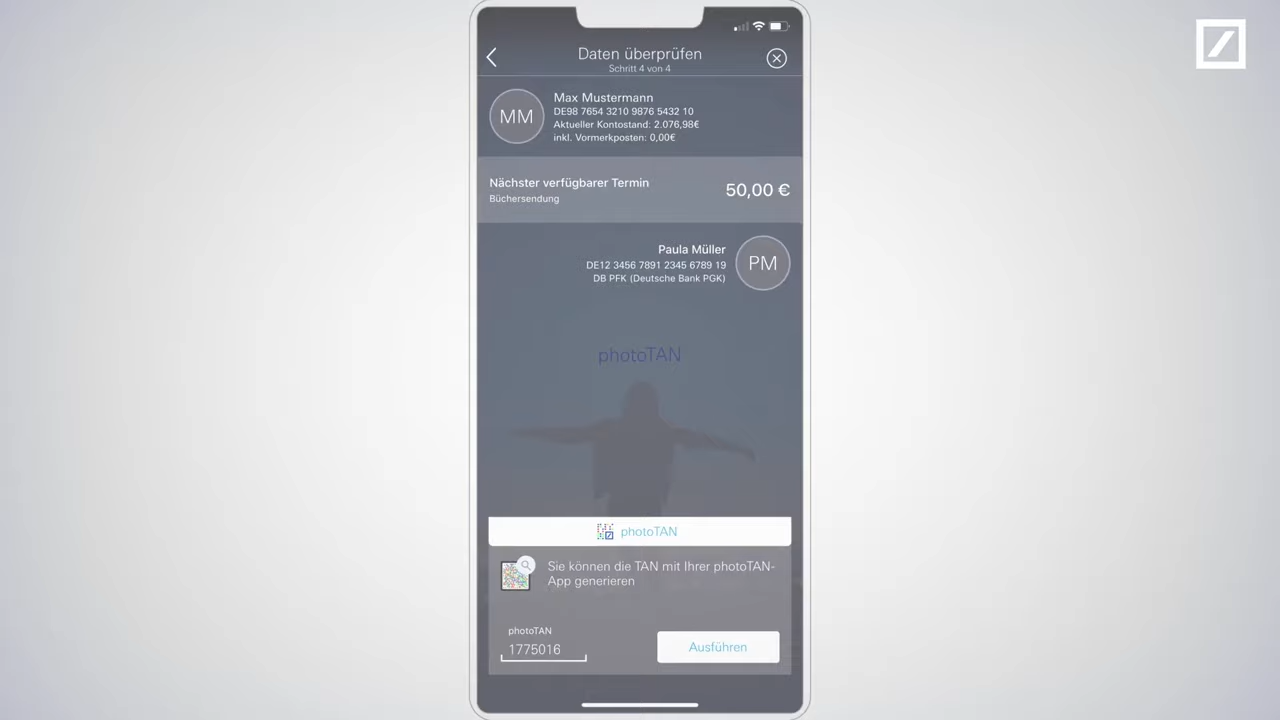 Daten überprüfen
Schritt 4 von 4
MM
Max Mustermann
DE98 7654 3210 9876 5432 10
Aktueller Kontostand: 2.076,98€
inkl. Vormerkposten: 0,00€
Nächster verfügbarer Termin
Büchersendung
50,00 €
Paula Müller
DE12 3456 7891 2345 6789 19
DB PFK (Deutsche Bank PGK)
PM
photoTAN
photoTAN
Sie können die TAN mit Ihrer photoTAN-
App generieren
photoTAN
1775016
Ausführen